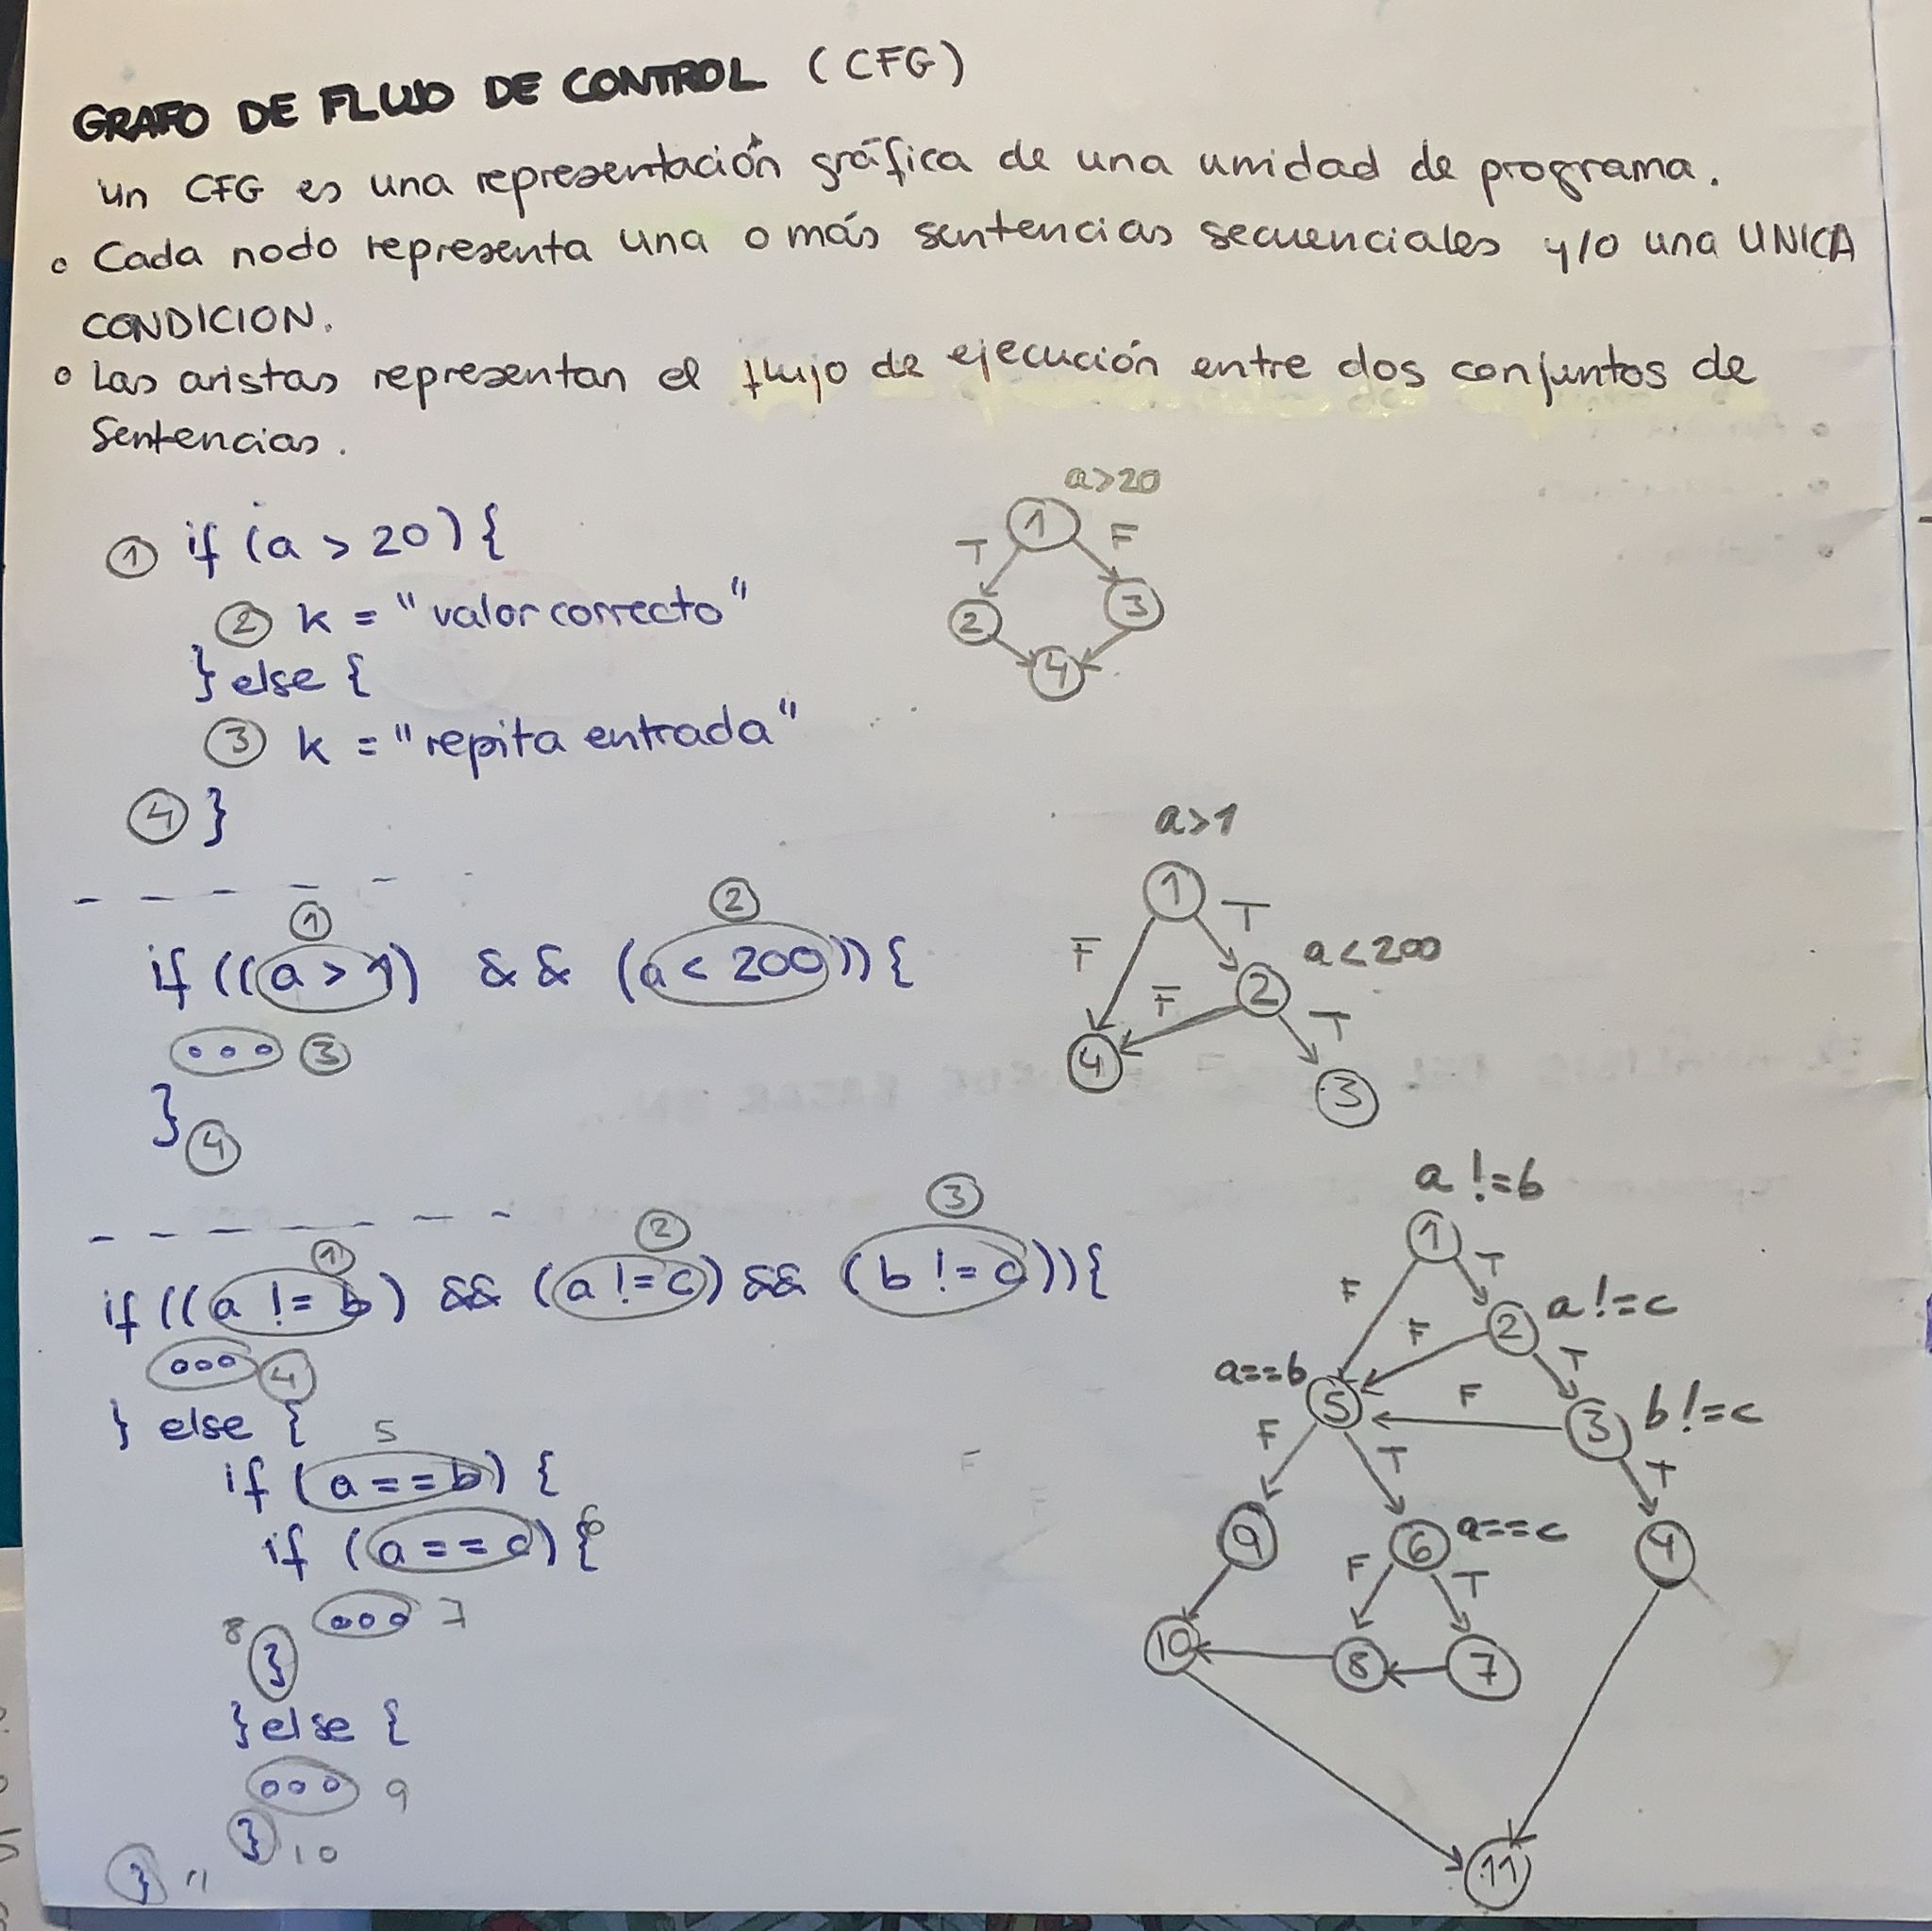 GRAFO DE FLUJO DE CONTROL (CFG)
un CFG es una representación gráfica de una unidad de programa.
o Cada nodo representa una o más sentencias secuenciales y/o una UNICA
CONDICION.
o Las aristas representan el flujo de ejecución entre dos conjuntos de
Sentencias.
a>20
1
T F
2 3
4
① if (a > 20) {
② k = "valor correcto"
} else {
③ k = "repita entrada"
④ }
a>1
1
T
F
a<200
2
F
T
4
3
① ②
if ((a > 1) && (a < 200)) {
ooo ③
}
④
a != b
1
T
F
a != c
2
F
T
a==b
5
F
b != c
3
F
T
T
9
6
a==c
4
F
T
10
8
7
11
① ② ③
if ((a != b) && (a != c) && (b != c)) {
ooo ④
} else {
5
if (a == b) {
if (a == c) { 6
ooo 7
8 }
} else {
ooo 9
} 10
} 11